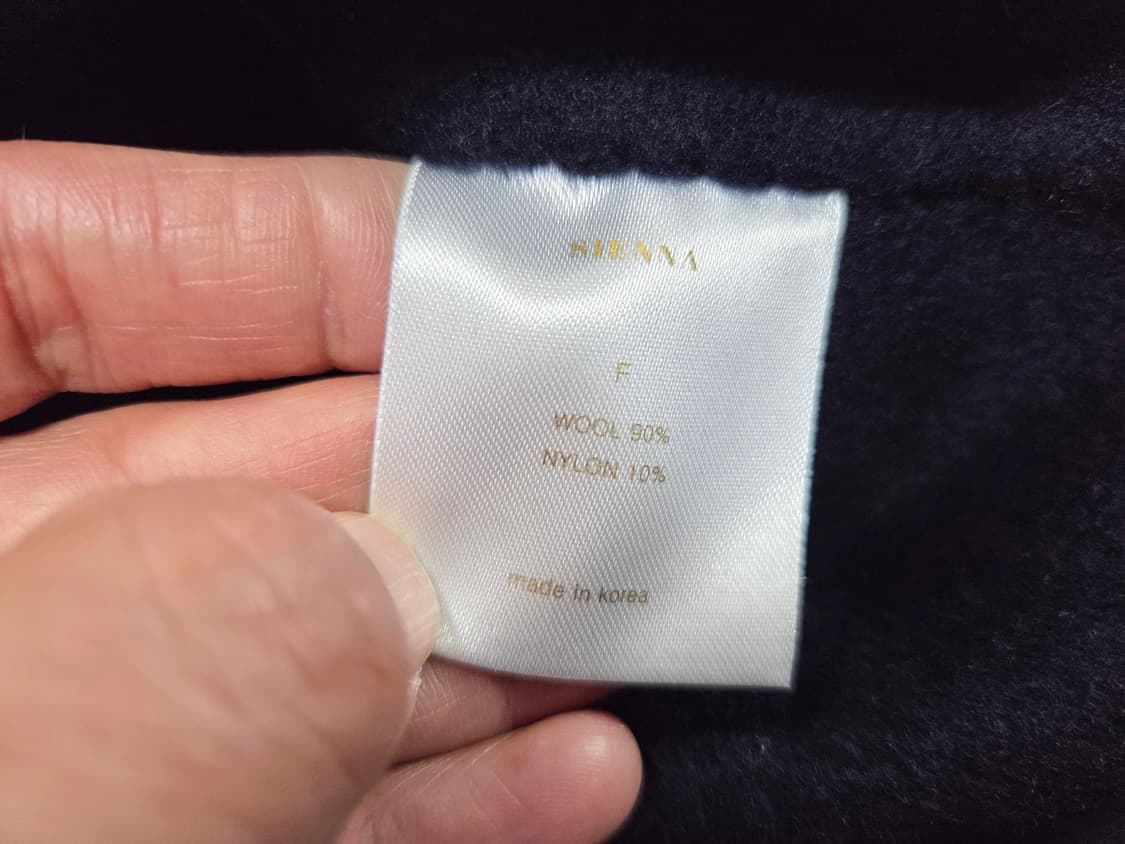 SIENNA
F
WOOL 90%
NYLON 10%
made in korea